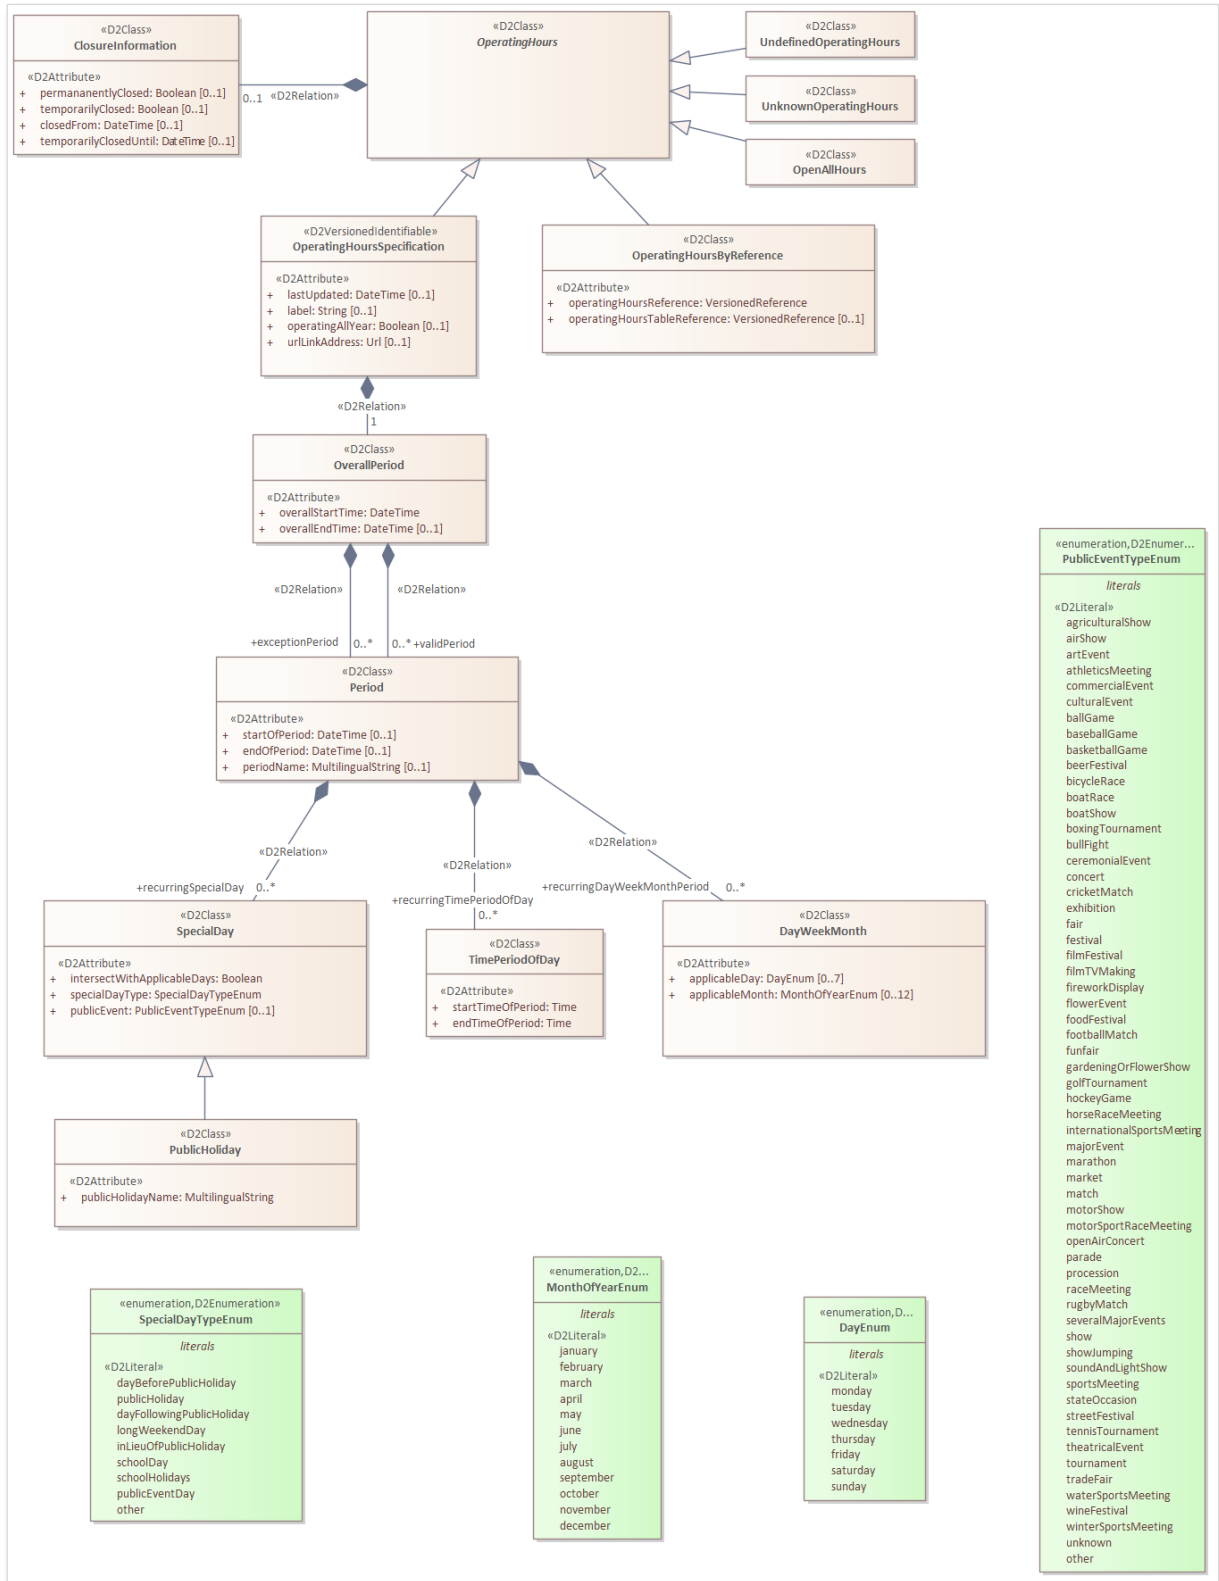 «D2Class»
ClosureInformation
«D2Attribute»
+ permananentlyClosed: Boolean [0..1]
+ temporarilyClosed: Boolean [0..1]
+ closedFrom: DateTime [0..1]
+ temporarilyClosedUntil: DateTime [0..1]
0..1 «D2Relation»
«D2Class»
OperatingHours
«D2Class»
UndefinedOperatingHours
«D2Class»
UnknownOperatingHours
«D2Class»
OpenAllHours
«D2VersionedIdentifiable»
OperatingHoursSpecification
«D2Attribute»
+ lastUpdated: DateTime [0..1]
+ label: String [0..1]
+ operatingAllYear: Boolean [0..1]
+ urlLinkAddress: Url [0..1]
«D2Class»
OperatingHoursByReference
«D2Attribute»
+ operatingHoursReference: VersionedReference
+ operatingHoursTableReference: VersionedReference [0..1]
«D2Relation»
1
«D2Class»
OverallPeriod
«D2Attribute»
+ overallStartTime: DateTime
+ overallEndTime: DateTime [0..1]
«D2Relation» «D2Relation»
+exceptionPeriod 0..* 0..* +validPeriod
«D2Class»
Period
«D2Attribute»
+ startOfPeriod: DateTime [0..1]
+ endOfPeriod: DateTime [0..1]
+ periodName: MultilingualString [0..1]
«D2Relation»
+recurringSpecialDay 0..*
«D2Relation»
+recurringTimePeriodOfDay
0..*
«D2Relation»
+recurringDayWeekMonthPeriod 0..*
«D2Class»
SpecialDay
«D2Attribute»
+ intersectWithApplicableDays: Boolean
+ specialDayType: SpecialDayTypeEnum
+ publicEvent: PublicEventTypeEnum [0..1]
«D2Class»
TimePeriodOfDay
«D2Attribute»
+ startTimeOfPeriod: Time
+ endTimeOfPeriod: Time
«D2Class»
DayWeekMonth
«D2Attribute»
+ applicableDay: DayEnum [0..7]
+ applicableMonth: MonthOfYearEnum [0..12]
«D2Class»
PublicHoliday
«D2Attribute»
+ publicHolidayName: MultilingualString
«enumeration,D2Enumeration»
SpecialDayTypeEnum
literals
«D2Literal»
dayBeforePublicHoliday
publicHoliday
dayFollowingPublicHoliday
longWeekendDay
inLieuOfPublicHoliday
schoolDay
schoolHolidays
publicEventDay
other
«enumeration,D2...
MonthOfYearEnum
literals
«D2Literal»
january
february
march
april
may
june
july
august
september
october
november
december
«enumeration,D...
DayEnum
literals
«D2Literal»
monday
tuesday
wednesday
thursday
friday
saturday
sunday
«enumeration,D2Enumer...
PublicEventTypeEnum
literals
«D2Literal»
agriculturalShow
airShow
artEvent
athleticsMeeting
commercialEvent
culturalEvent
ballGame
baseballGame
basketballGame
beerFestival
bicycleRace
boatRace
boatShow
boxingTournament
bullFight
ceremonialEvent
concert
cricketMatch
exhibition
fair
festival
filmFestival
filmTVMaking
fireworkDisplay
flowerEvent
foodFestival
footballMatch
funfair
gardeningOrFlowerShow
golfTournament
hockeyGame
horseRaceMeeting
internationalSportsMeeting
majorEvent
marathon
market
match
motorShow
motorSportRaceMeeting
openAirConcert
parade
procession
raceMeeting
rugbyMatch
severalMajorEvents
show
showJumping
soundAndLightShow
sportsMeeting
stateOccasion
streetFestival
tennisTournament
theatricalEvent
tournament
tradeFair
waterSportsMeeting
wineFestival
winterSportsMeeting
unknown
other